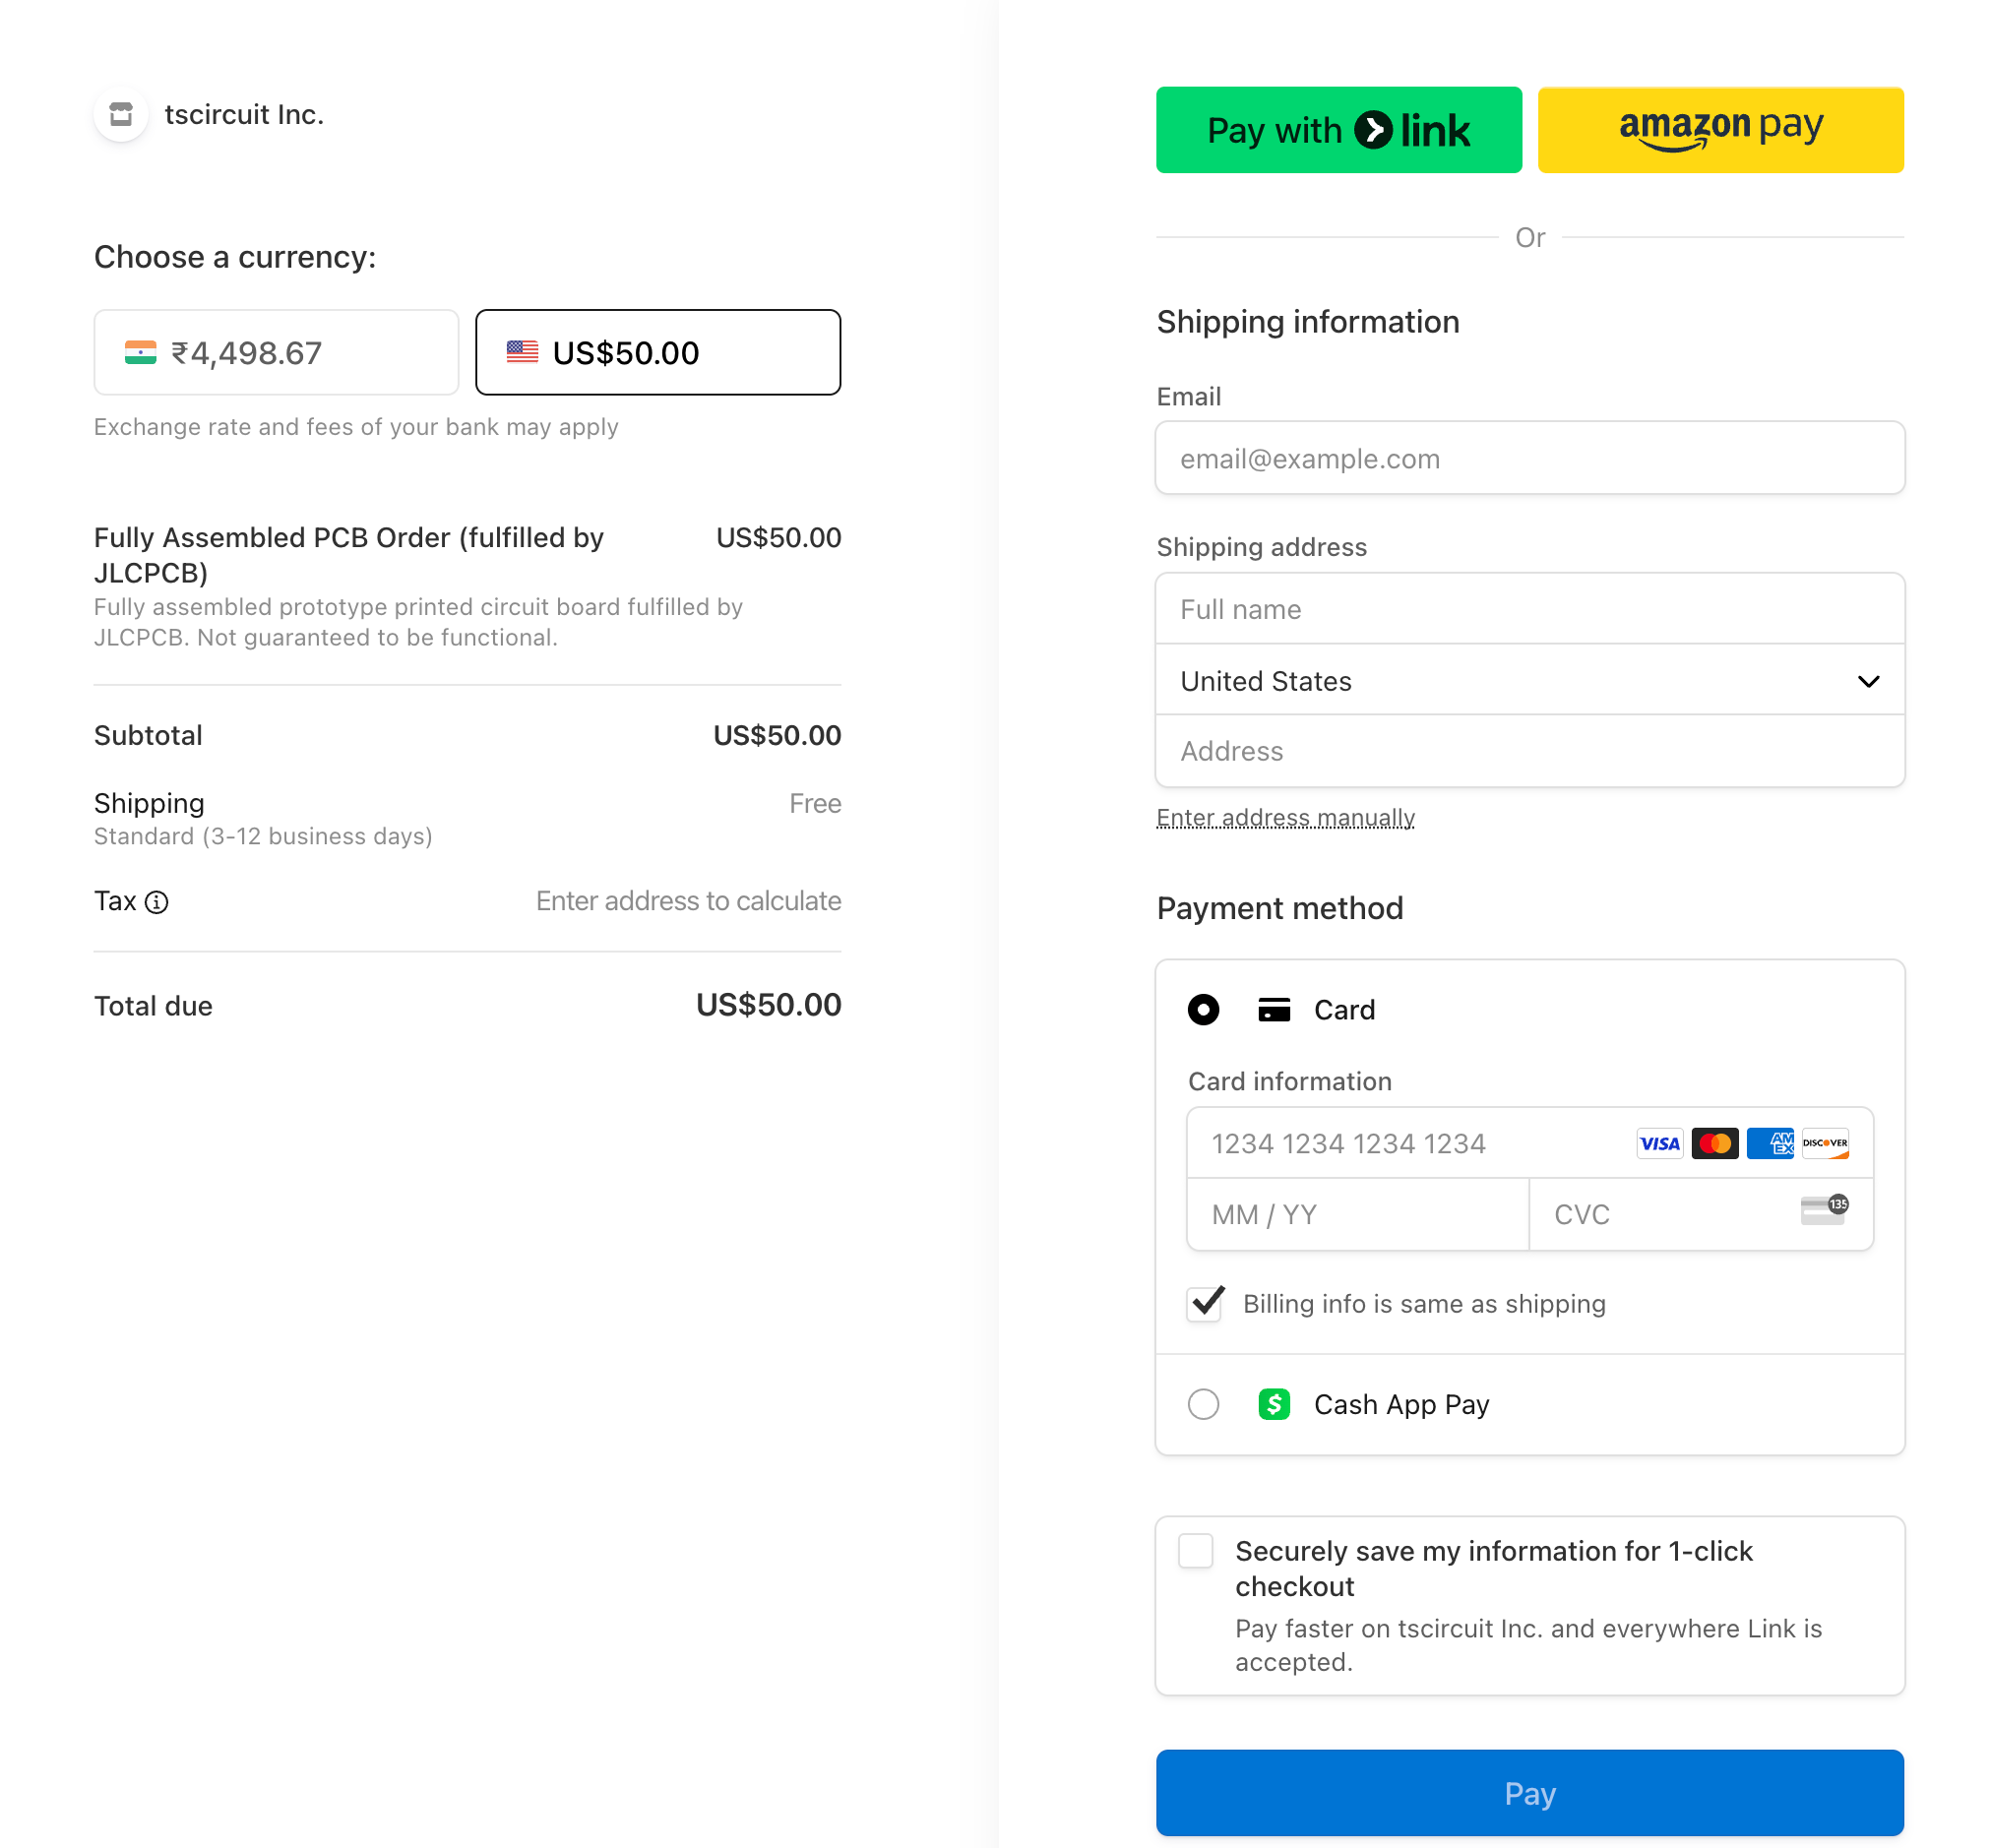 tscircuit Inc.
Choose a currency:
₹4,498.67
US$50.00
Exchange rate and fees of your bank may apply
Fully Assembled PCB Order (fulfilled by
JLCPCB)
US$50.00
Fully assembled prototype printed circuit board fulfilled by
JLCPCB. Not guaranteed to be functional.
Subtotal
US$50.00
Shipping
Free
Standard (3-12 business days)
Tax
Enter address to calculate
Total due
US$50.00
Pay with link
amazon pay
Or
Shipping information
Email
email@example.com
Shipping address
Full name
United States
Address
Enter address manually
Payment method
Card
Card information
1234 1234 1234 1234
VISA
AMEX
DISCOVER
MM / YY
CVC
135
Billing info is same as shipping
$
Cash App Pay
Securely save my information for 1-click
checkout
Pay faster on tscircuit Inc. and everywhere Link is
accepted.
Pay